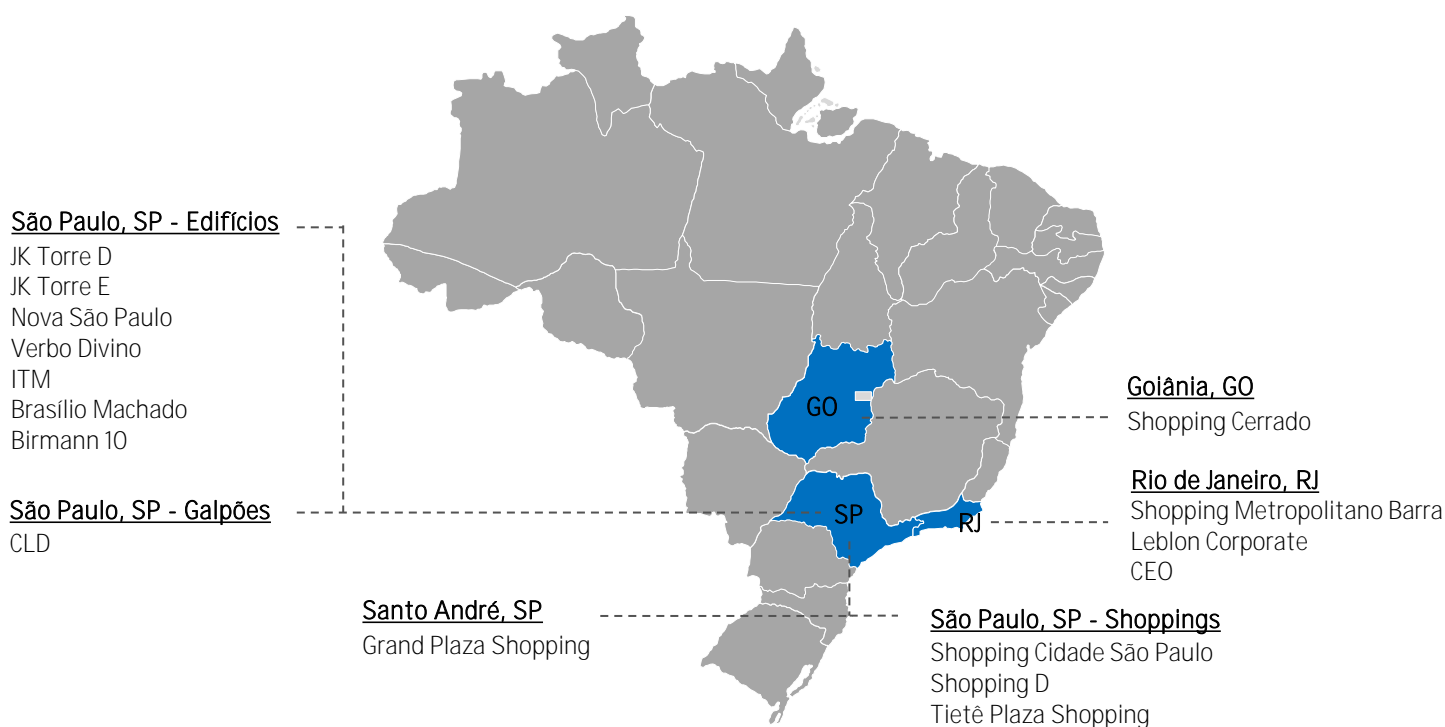 São Paulo, SP - Edifícios
JK Torre D
JK Torre E
Nova São Paulo
Verbo Divino
ITM
Brasílio Machado
Birmann 10
São Paulo, SP - Galpões
CLD
Santo André, SP
Grand Plaza Shopping
GO
SP
RJ
Goiânia, GO
Shopping Cerrado
Rio de Janeiro, RJ
Shopping Metropolitano Barra
Leblon Corporate
CEO
São Paulo, SP - Shoppings
Shopping Cidade São Paulo
Shopping D
Tietê Plaza Shopping